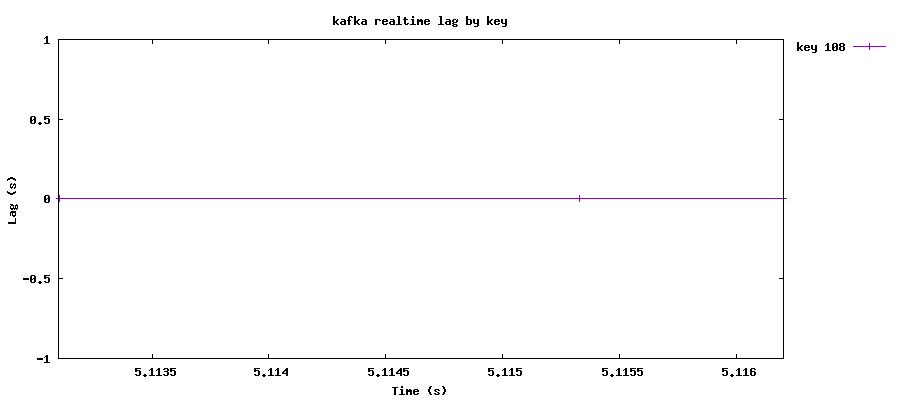 kafka realtime lag by key
key 108
1
0.5
0
-0.5
-1
Lag (s)
5.1135 5.114 5.1145 5.115 5.1155 5.116
Time (s)